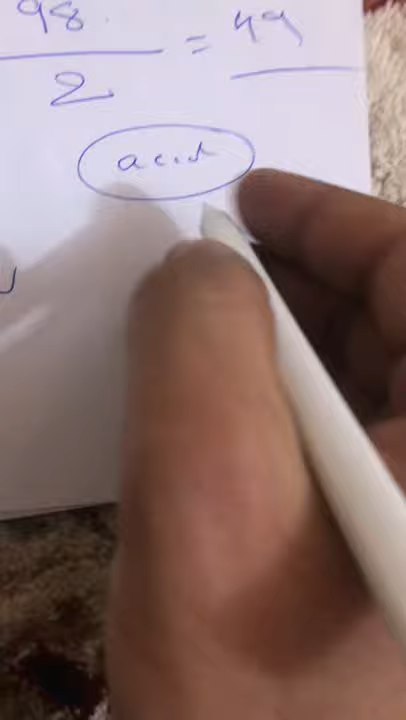 98 = 49
2
acid